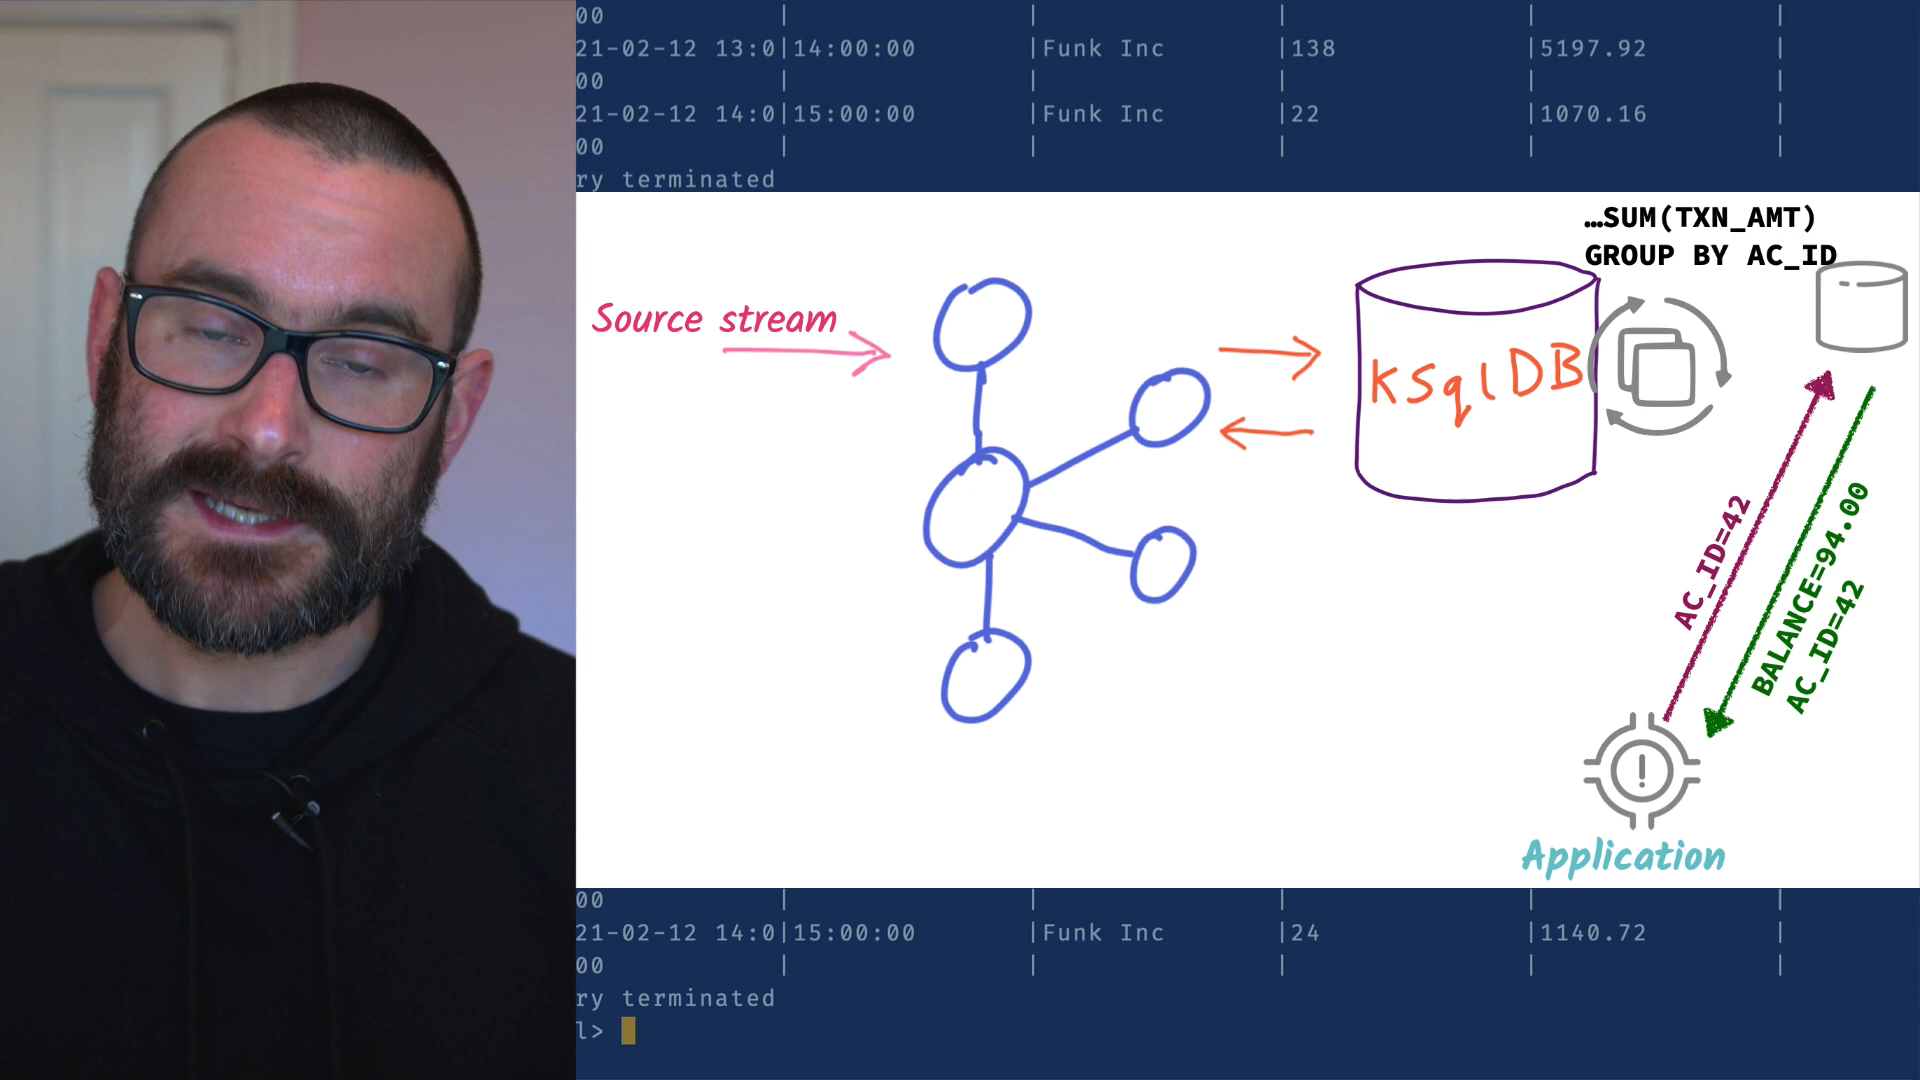 00 | | | | |
21-02-12 13:0|14:00:00 |Funk Inc |138 |5197.92 |
00 | | | | |
21-02-12 14:0|15:00:00 |Funk Inc |22 |1070.16 |
00 | | | | |
ry terminated
…SUM(TXN_AMT)
GROUP BY AC_ID
Source stream
KSqlDB
AC_ID=42
BALANCE=94.00
AC_ID=42
!
Application
00 | | | | |
21-02-12 14:0|15:00:00 |Funk Inc |24 |1140.72 |
00 | | | | |
ry terminated
l>